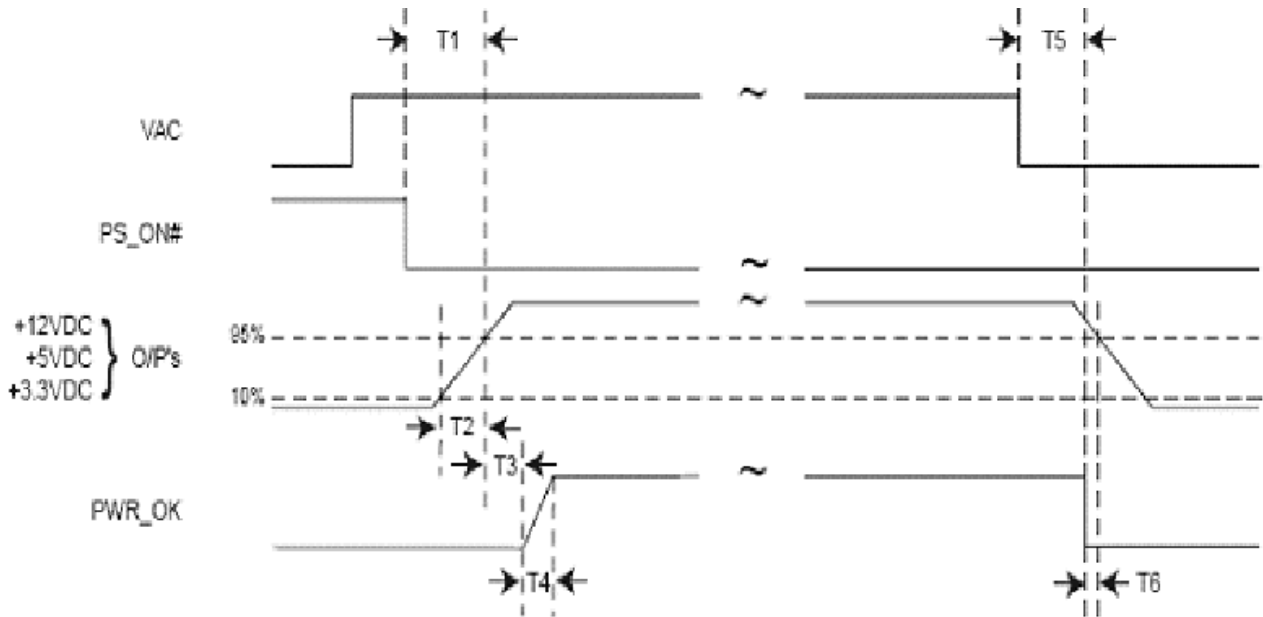 T1
T5
VAC
~
PS_ON#
~
+12VDC
+5VDC } O/P's
+3.3VDC
~
95%
10%
T2
T3
PWR_OK
~
T4
T6